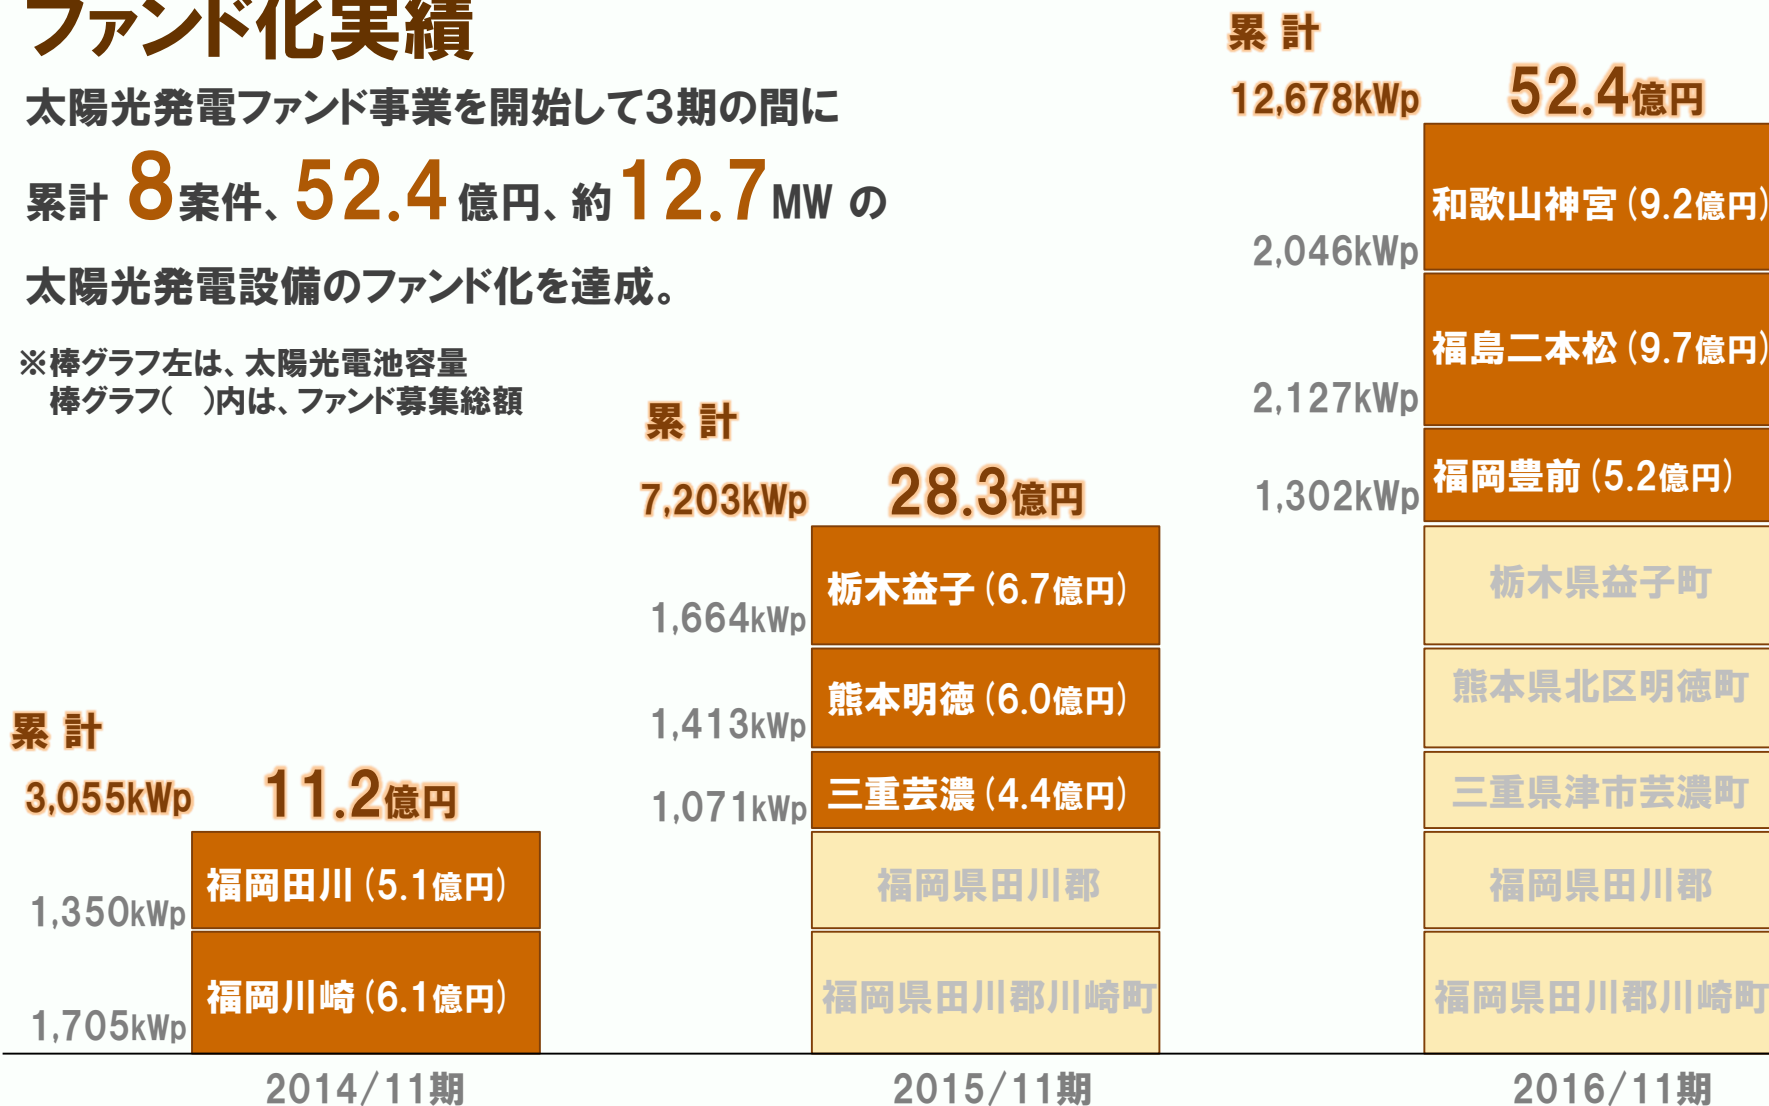 ファンド化実績
太陽光発電ファンド事業を開始して３期の間に
累計 8案件、52.4億円、約12.7MW の
太陽光発電設備のファンド化を達成。
※棒グラフ左は、太陽光電池容量
棒グラフ(　)内は、ファンド募集総額
累 計
3,055kWp 11.2億円
福岡田川(5.1億円)
1,350kWp
福岡川崎(6.1億円)
1,705kWp
2014/11期
累 計
7,203kWp 28.3億円
栃木益子(6.7億円)
1,664kWp
熊本明徳(6.0億円)
1,413kWp
三重芸濃(4.4億円)
1,071kWp
福岡県田川郡
福岡県田川郡川崎町
2015/11期
累 計
12,678kWp 52.4億円
和歌山神宮(9.2億円)
2,046kWp
福島二本松(9.7億円)
2,127kWp
福岡豊前(5.2億円)
1,302kWp
栃木県益子町
熊本県北区明徳町
三重県津市芸濃町
福岡県田川郡
福岡県田川郡川崎町
2016/11期